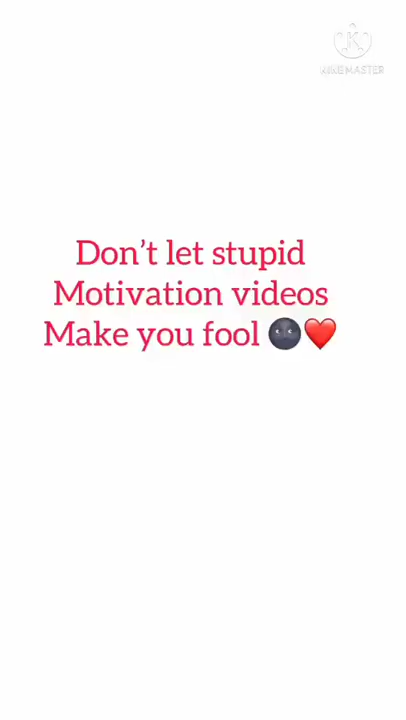 KINEMASTER
Don't let stupid
Motivation videos
Make you fool 🌚❤️